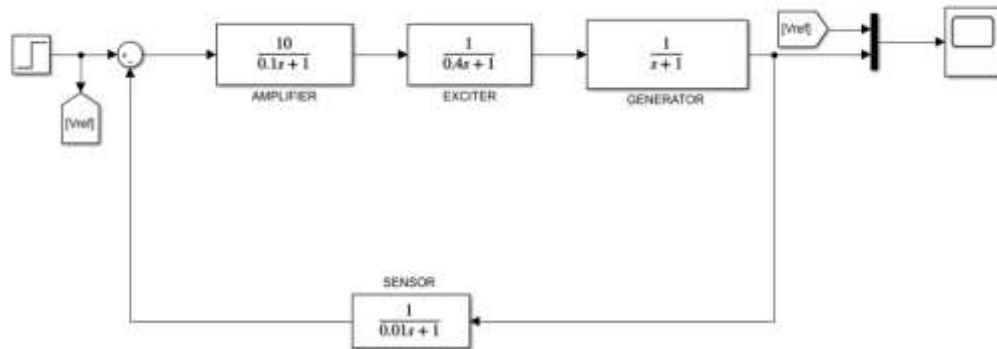 [Vref]
+
-
10
0.1s + 1
AMPLIFIER
1
0.4s + 1
EXCITER
1
s + 1
GENERATOR
[Vref]
SENSOR
1
0.01s + 1